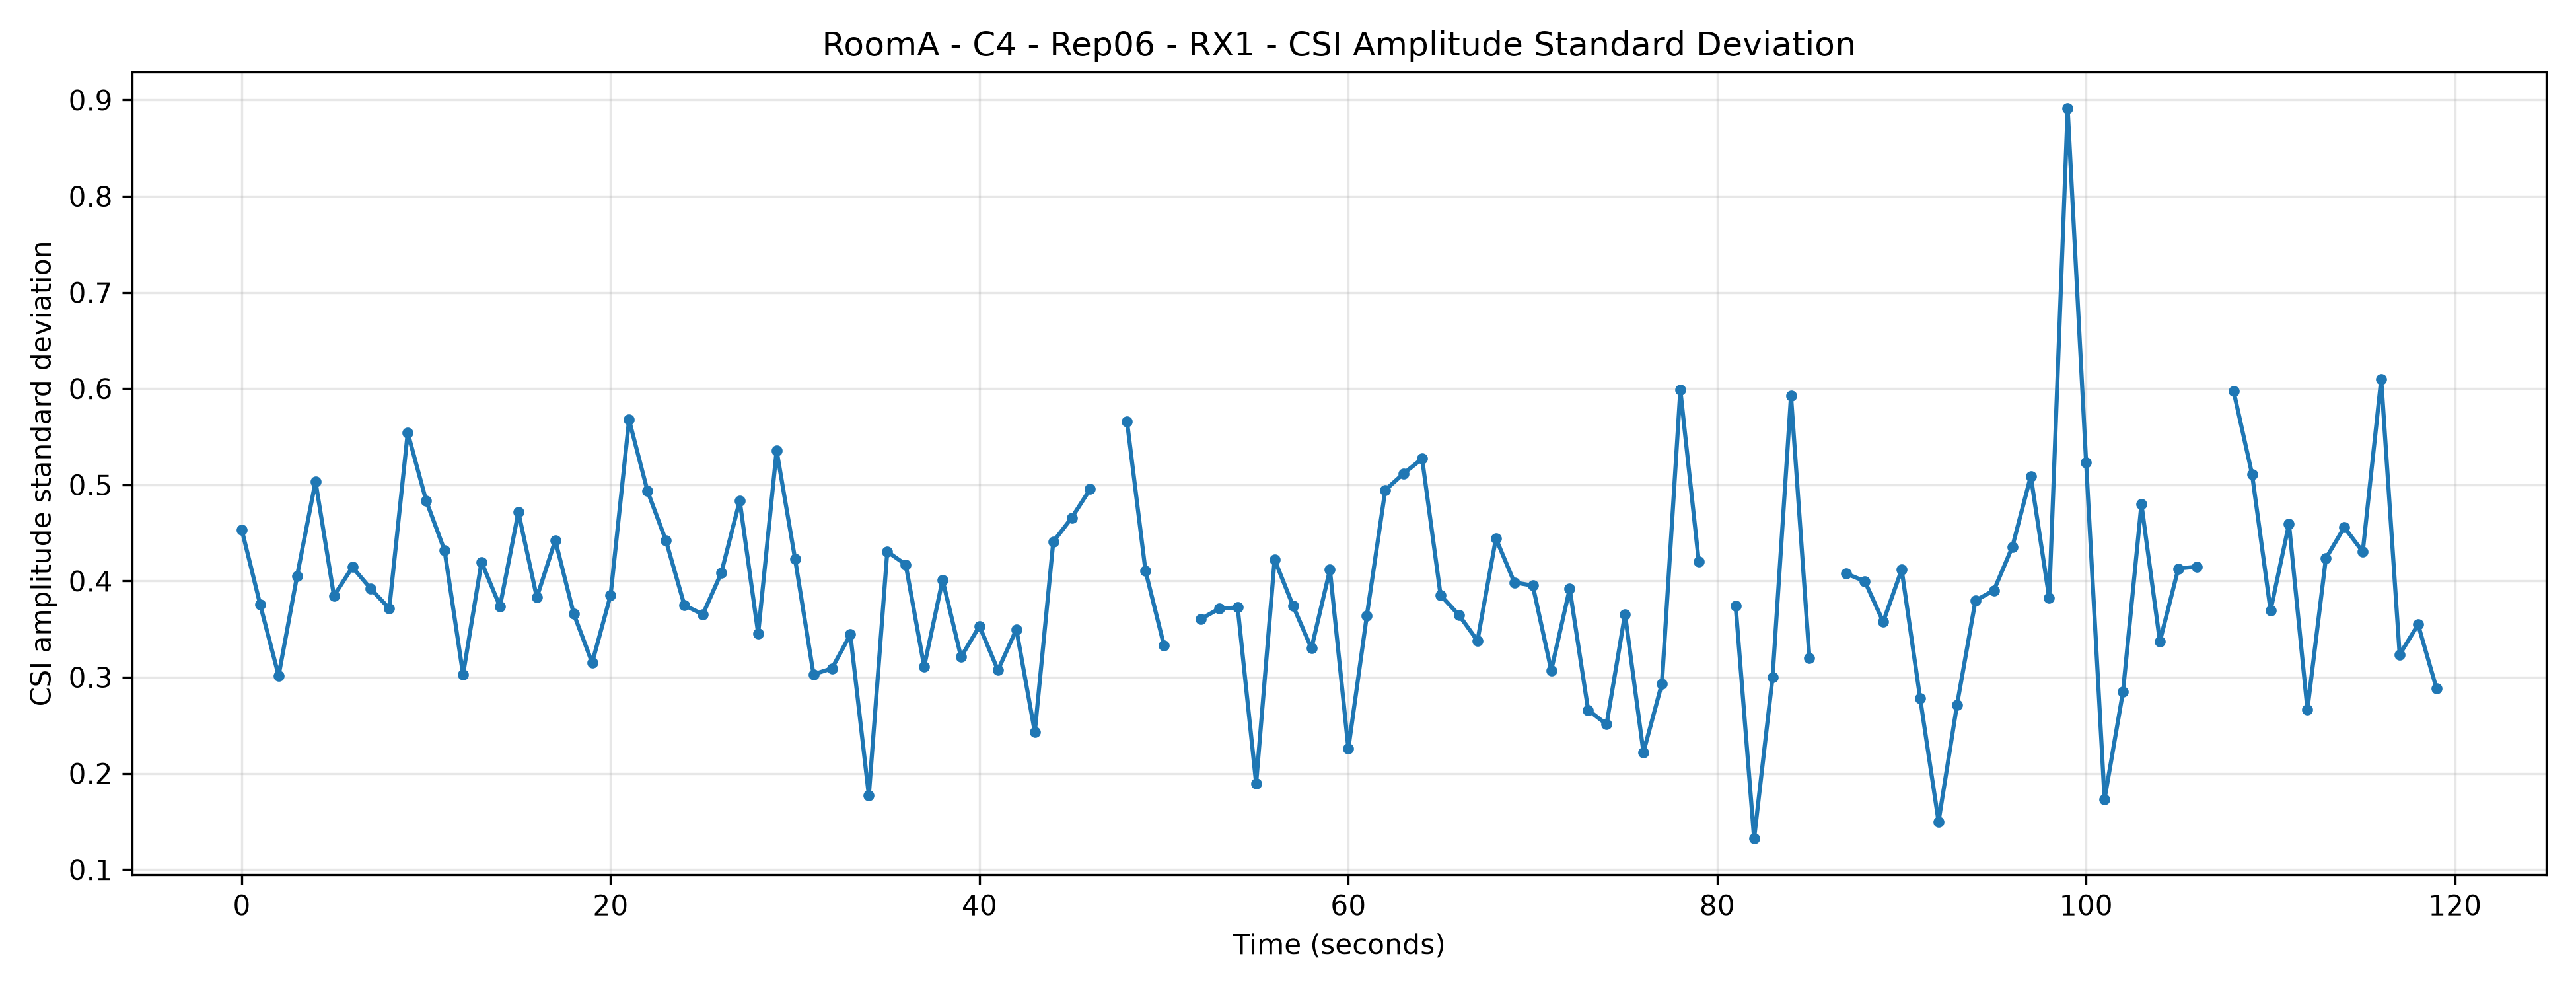 RoomA - C4 - Rep06 - RX1 - CSI Amplitude Standard Deviation
CSI amplitude standard deviation
0.9
0.8
0.7
0.6
0.5
0.4
0.3
0.2
0.1
0 20 40 60 80 100 120
Time (seconds)